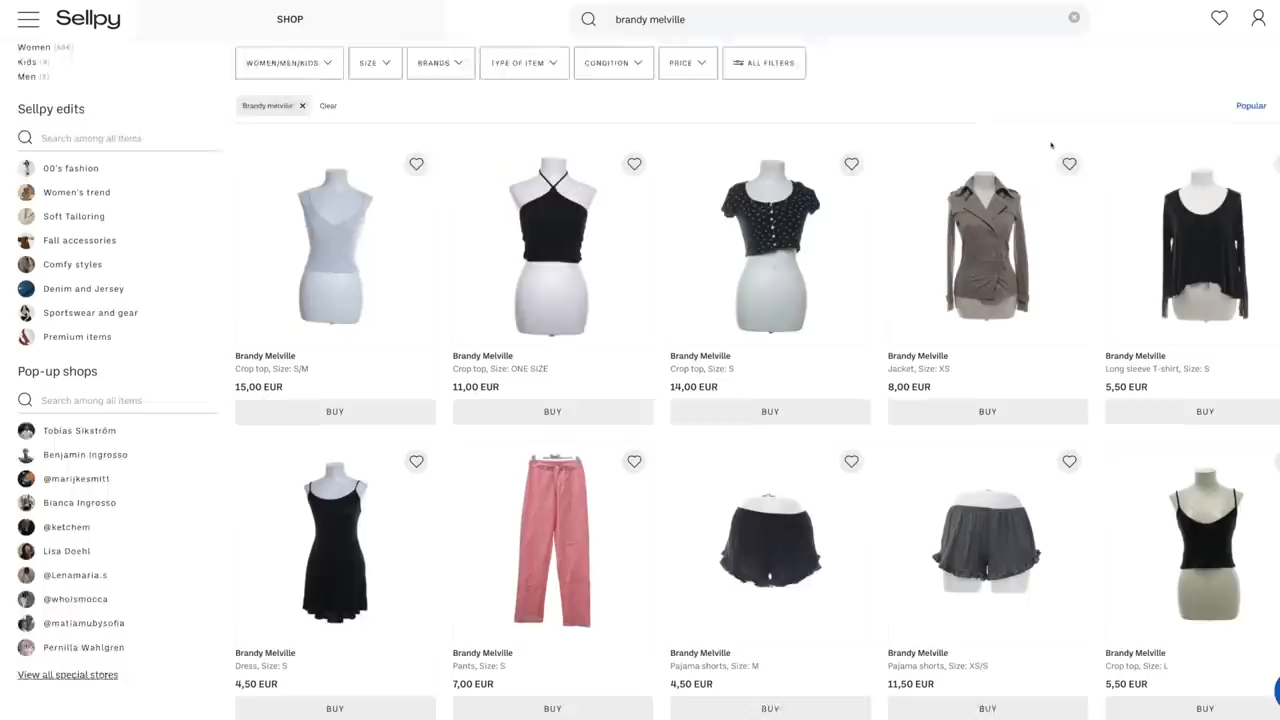 Sellpy
SHOP
brandy melville
Women
Kids
Men (3)
WOMEN/MEN/KIDS
SIZE
BRANDS
TYPE OF ITEM
CONDITION
PRICE
ALL FILTERS
Brandy melville
Clear
Popular
Sellpy edits
Search among all items
00's fashion
Women's trend
Soft Tailoring
Fall accessories
Comfy styles
Denim and Jersey
Sportswear and gear
Premium items
Pop-up shops
Search among all items
Tobias Sikström
Benjamin Ingrosso
@marijkesmitt
Bianca Ingrosso
@ketchem
Lisa Doehl
@Lenamaria.s
@whoismocca
@matiamubysofia
Pernilla Wahlgren
View all special stores
Brandy Melville
Crop top, Size: S/M
15,00 EUR
BUY
Brandy Melville
Crop top, Size: ONE SIZE
11,00 EUR
BUY
Brandy Melville
Crop top, Size: S
14,00 EUR
BUY
Brandy Melville
Jacket, Size: XS
8,00 EUR
BUY
Brandy Melville
Long sleeve T-shirt, Size: S
5,50 EUR
BUY
Brandy Melville
Dress, Size: S
4,50 EUR
BUY
Brandy Melville
Pants, Size: S
7,00 EUR
BUY
Brandy Melville
Pajama shorts, Size: M
4,50 EUR
BUY
Brandy Melville
Pajama shorts, Size: XS/S
11,50 EUR
BUY
Brandy Melville
Crop top, Size: L
5,50 EUR
BUY